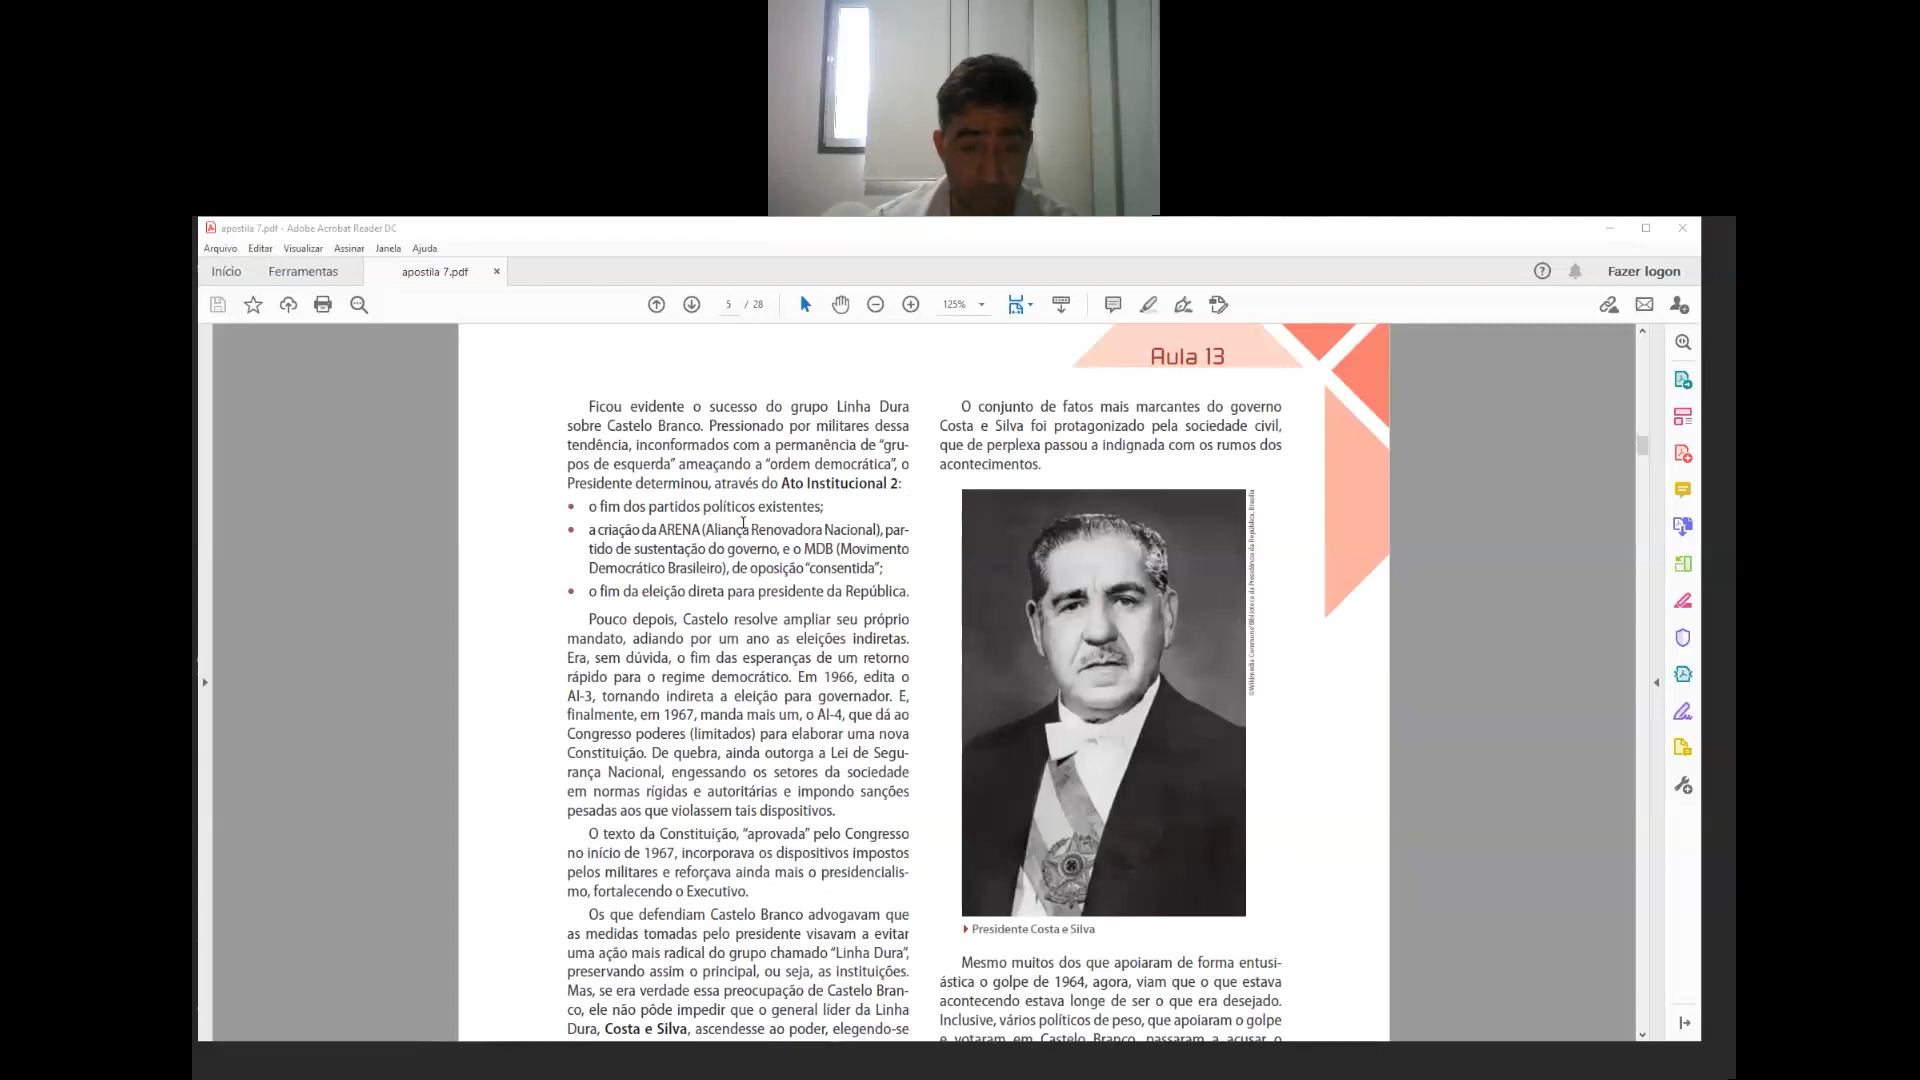 apostila 7.pdf - Adobe Acrobat Reader DC
Arquivo Editar Visualizar Assinar Janela Ajuda
Início Ferramentas apostila 7.pdf × Fazer logon
5 / 28 125%
Aula 13
Ficou evidente o sucesso do grupo Linha Dura
sobre Castelo Branco. Pressionado por militares dessa
tendência, inconformados com a permanência de “gru-
pos de esquerda” ameaçando a “ordem democrática”, o
Presidente determinou, através do Ato Institucional 2:
• o fim dos partidos políticos existentes;
• a criação da ARENA (Aliança Renovadora Nacional), par-
tido de sustentação do governo, e o MDB (Movimento
Democrático Brasileiro), de oposição “consentida”;
• o fim da eleição direta para presidente da República.
Pouco depois, Castelo resolve ampliar seu próprio
mandato, adiando por um ano as eleições indiretas.
Era, sem dúvida, o fim das esperanças de um retorno
rápido para o regime democrático. Em 1966, edita o
AI-3, tornando indireta a eleição para governador. E,
finalmente, em 1967, manda mais um, o AI-4, que dá ao
Congresso poderes (limitados) para elaborar uma nova
Constituição. De quebra, ainda outorga a Lei de Segu-
rança Nacional, engessando os setores da sociedade
em normas rígidas e autoritárias e impondo sanções
pesadas aos que violassem tais dispositivos.
O texto da Constituição, “aprovada” pelo Congresso
no início de 1967, incorporava os dispositivos impostos
pelos militares e reforçava ainda mais o presidencialis-
mo, fortalecendo o Executivo.
Os que defendiam Castelo Branco advogavam que
as medidas tomadas pelo presidente visavam a evitar
uma ação mais radical do grupo chamado “Linha Dura”,
preservando assim o principal, ou seja, as instituições.
Mas, se era verdade essa preocupação de Castelo Bran-
co, ele não pôde impedir que o general líder da Linha
Dura, Costa e Silva, ascendesse ao poder, elegendo-se
O conjunto de fatos mais marcantes do governo
Costa e Silva foi protagonizado pela sociedade civil,
que de perplexa passou a indignada com os rumos dos
acontecimentos.
©Wikimedia Commons/Biblioteca da Presidência da República, Brasília
Presidente Costa e Silva
Mesmo muitos dos que apoiaram de forma entusi-
ástica o golpe de 1964, agora, viam que o que estava
acontecendo estava longe de ser o que era desejado.
Inclusive, vários políticos de peso, que apoiaram o golpe
e votaram em Castelo Branco, passaram a acusar o